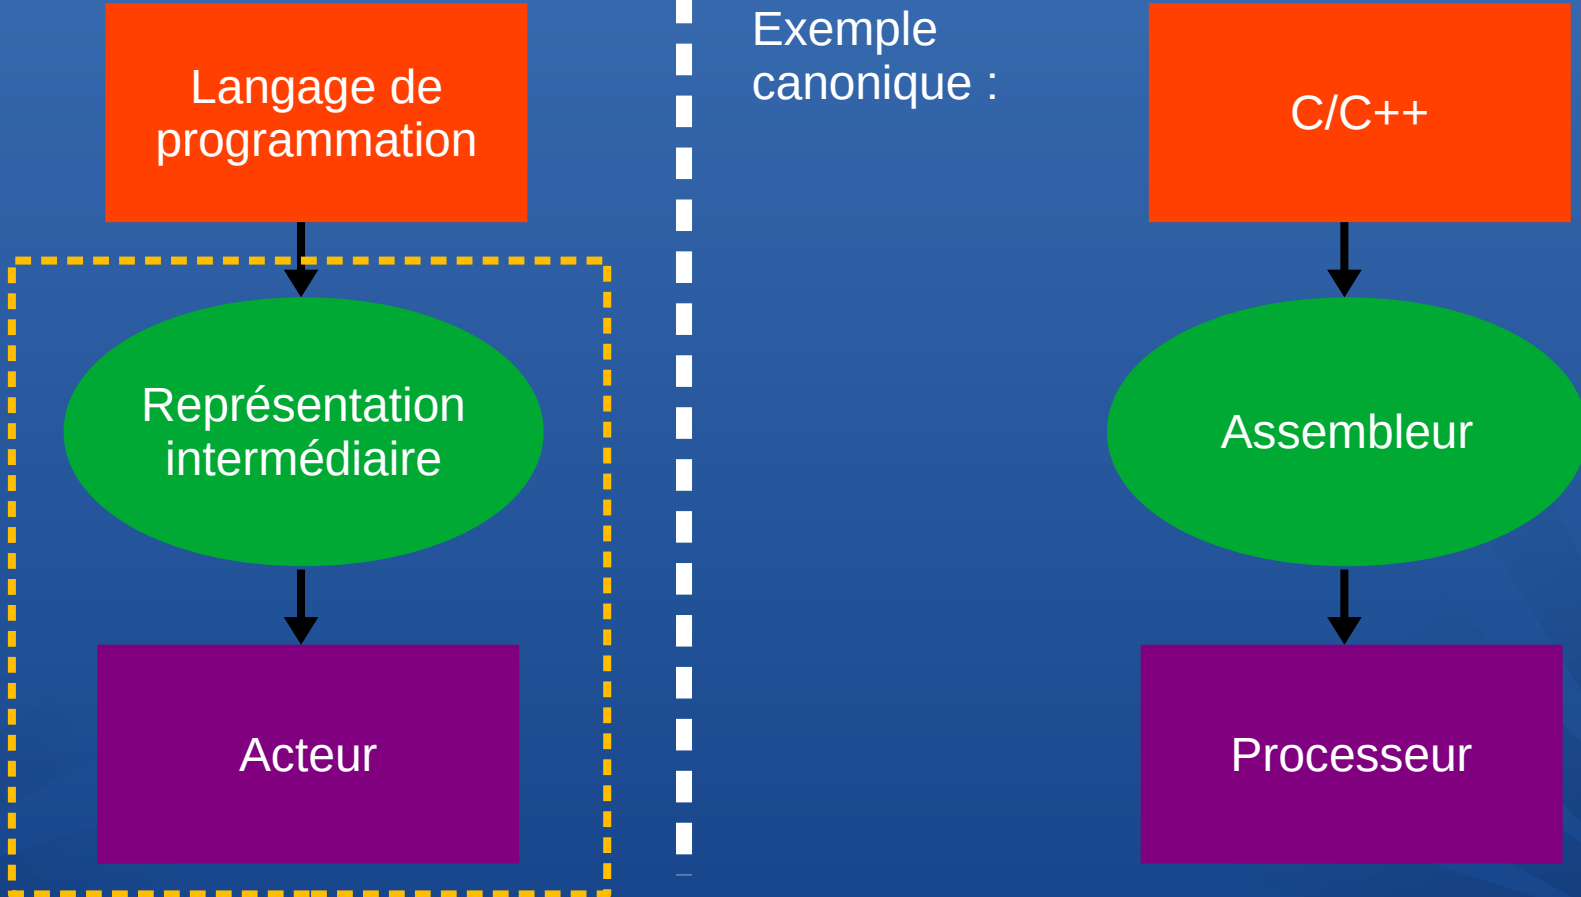 Langage de
programmation
Représentation
intermédiaire
Acteur
Exemple
canonique :
C/C++
Assembleur
Processeur